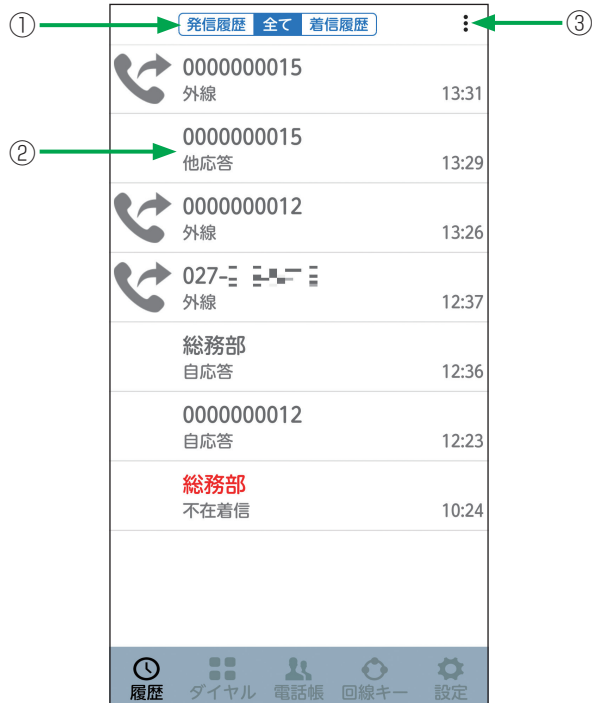 ① 発信履歴 全て 着信履歴 ③
0000000015
外線 13:31
② 0000000015
他応答 13:29
0000000012
外線 13:26
027-
外線 12:37
総務部
自応答 12:36
0000000012
自応答 12:23
総務部
不在着信 10:24
履歴 ダイヤル 電話帳 回線キー 設定